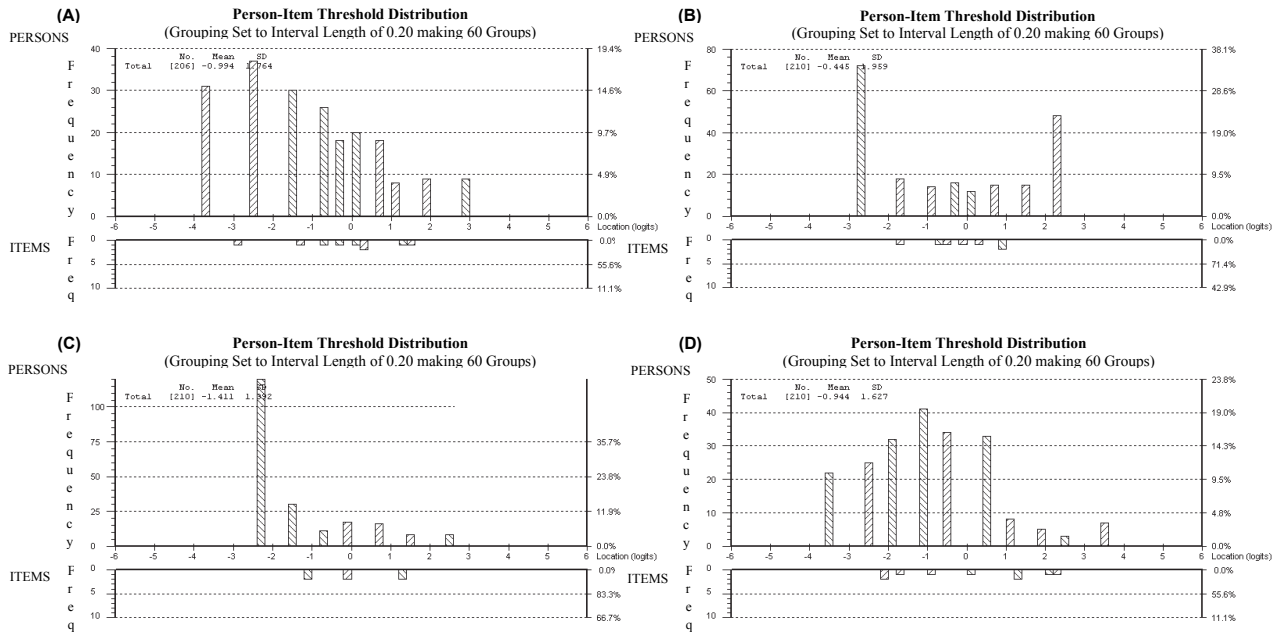 (A)
Person-Item Threshold Distribution
(Grouping Set to Interval Length of 0.20 making 60 Groups)
PERSONS
No. Mean SD
Total [206] -0.994 1.764
F r e q u e n c y
40
30
20
10
0
19.4%
14.6%
9.7%
4.9%
0.0%
-6 -5 -4 -3 -2 -1 0 1 2 3 4 5 6 Location (logits)
ITEMS
F r e q
0
5
10
0.0%
55.6%
11.1%
(B)
Person-Item Threshold Distribution
(Grouping Set to Interval Length of 0.20 making 60 Groups)
PERSONS
No. Mean SD
Total [210] -0.445 1.959
F r e q u e n c y
80
60
40
20
0
38.1%
28.6%
19.0%
9.5%
0.0%
-6 -5 -4 -3 -2 -1 0 1 2 3 4 5 6 Location (logits)
ITEMS
F r e q
0
5
10
0.0%
71.4%
42.9%
(C)
Person-Item Threshold Distribution
(Grouping Set to Interval Length of 0.20 making 60 Groups)
PERSONS
No. Mean SD
Total [210] -1.411
F r e q u e n c y
100
75
50
25
0
35.7%
23.8%
11.9%
0.0%
-6 -5 -4 -3 -2 -1 0 1 2 3 4 5 6 Location (logits)
ITEMS
F r e q
0
5
10
0.0%
83.3%
66.7%
(D)
Person-Item Threshold Distribution
(Grouping Set to Interval Length of 0.20 making 60 Groups)
PERSONS
No. Mean SD
Total [210] -0.944 1.627
F r e q u e n c y
50
40
30
20
10
0
23.8%
19.0%
14.3%
9.5%
4.8%
0.0%
-6 -5 -4 -3 -2 -1 0 1 2 3 4 5 6 Location (logits)
ITEMS
F r e q
0
5
10
0.0%
55.6%
11.1%